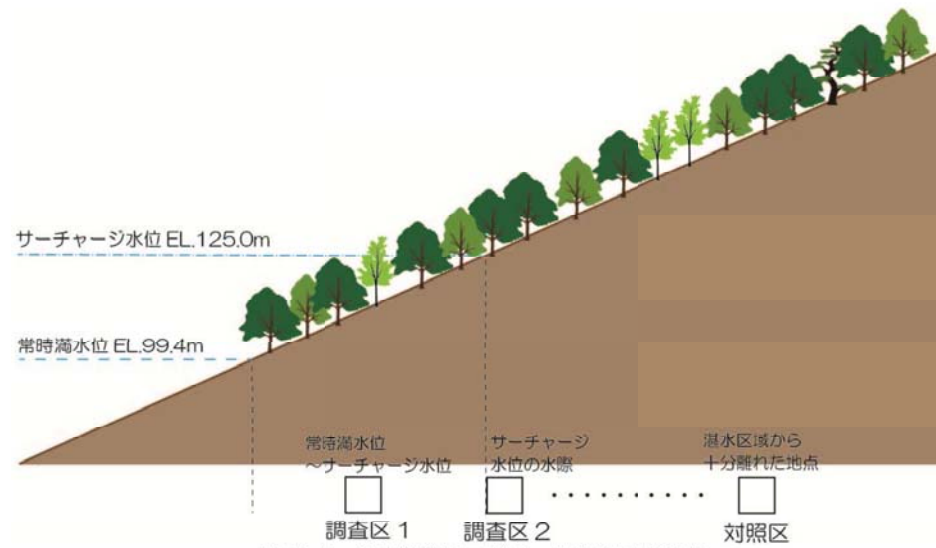 サーチャージ水位 EL.125.0m
常時満水位 EL.99.4m
常時満水位
～サーチャージ水位
サーチャージ
水位の水際
湛水区域から
十分離れた地点
調査区 1
調査区 2
対照区